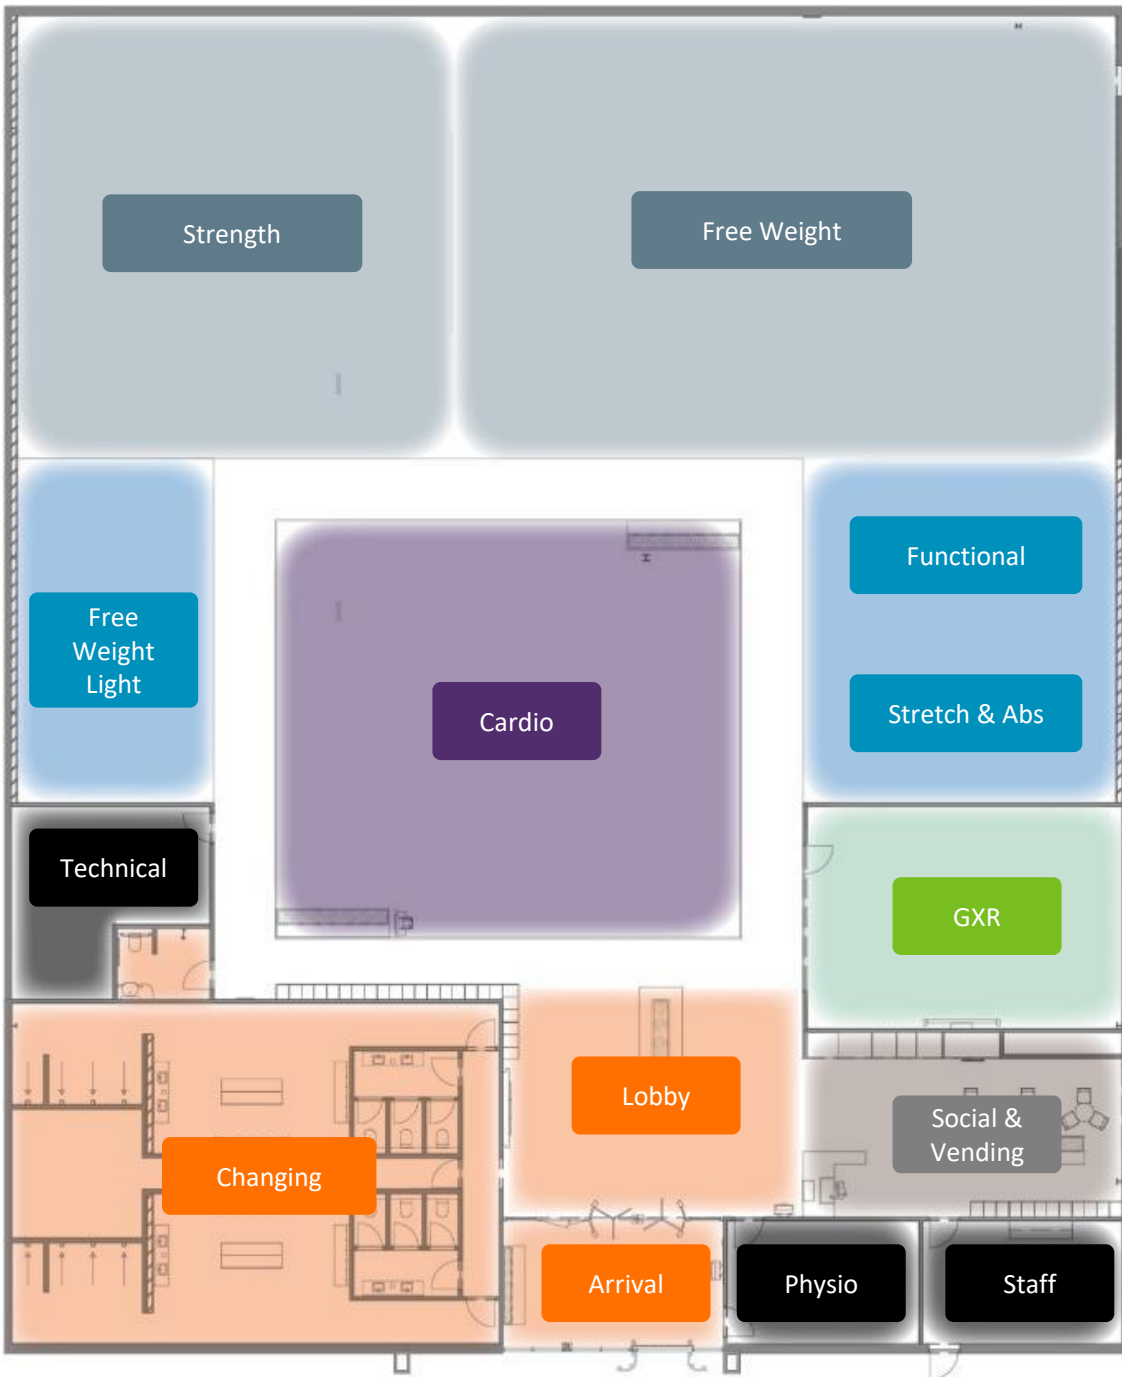 Strength
Free Weight
Functional
Free
Weight
Light
Stretch & Abs
Cardio
Technical
GXR
Lobby
Social &
Vending
Changing
Arrival
Physio
Staff